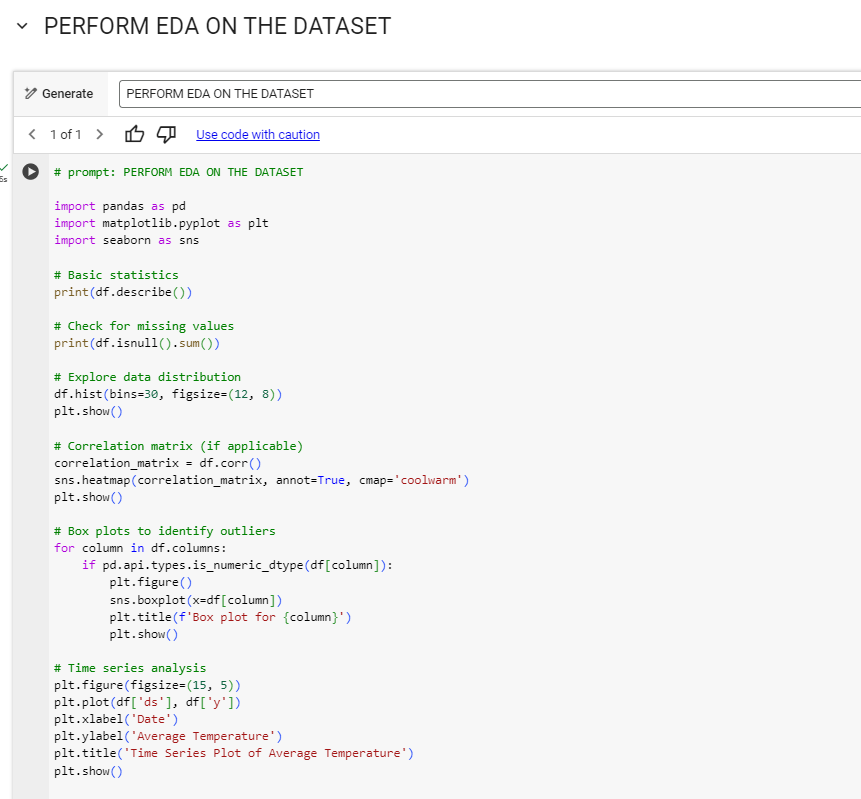 PERFORM EDA ON THE DATASET
Generate
PERFORM EDA ON THE DATASET
1 of 1
Use code with caution
# prompt: PERFORM EDA ON THE DATASET
import pandas as pd
import matplotlib.pyplot as plt
import seaborn as sns
# Basic statistics
print(df.describe())
# Check for missing values
print(df.isnull().sum())
# Explore data distribution
df.hist(bins=30, figsize=(12, 8))
plt.show()
# Correlation matrix (if applicable)
correlation_matrix = df.corr()
sns.heatmap(correlation_matrix, annot=True, cmap='coolwarm')
plt.show()
# Box plots to identify outliers
for column in df.columns:
    if pd.api.types.is_numeric_dtype(df[column]):
        plt.figure()
        sns.boxplot(x=df[column])
        plt.title(f'Box plot for {column}')
        plt.show()
# Time series analysis
plt.figure(figsize=(15, 5))
plt.plot(df['ds'], df['y'])
plt.xlabel('Date')
plt.ylabel('Average Temperature')
plt.title('Time Series Plot of Average Temperature')
plt.show()